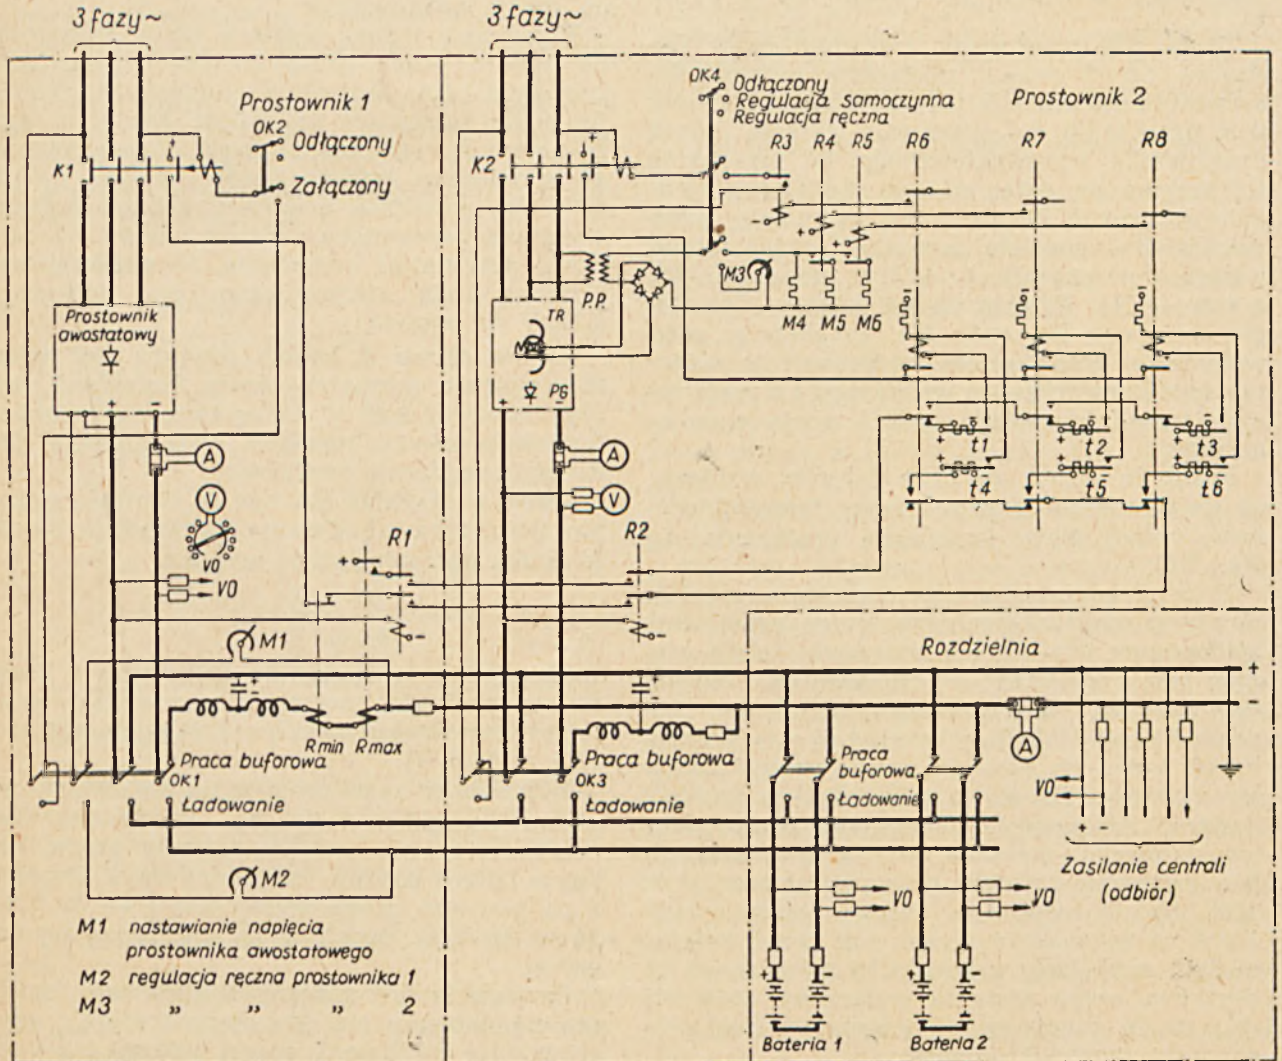 3 fazy ~
3 fazy ~
Prostownik 1
OK2
Odłączony
Załączony
K1
Prostownik
awostatowy
+ -
A
V
VO
VO
R1
+
-
M1
+
-
Rmin Rmax
Praca buforowa
OK1
Ładowanie
M2
M1 nastawianie napięcia
prostownika awostatowego
M2 regulacja ręczna prostownika 1
M3 " " " 2
K2
OK4
Odłączony
Regulacja samoczynna
Regulacja ręczna
Prostownik 2
R3 R4 R5 R6 R7 R8
-
+
+
M3
P.P.
M4 M5 M6
TR
PG
+ -
A
V
R2
-
t1 t2 t3
t4 t5 t6
+
-
Praca buforowa
OK3
Ładowanie
Rozdzielnia
+
-
A
Praca
buforowa
Ładowanie
VO
+ -
Zasilanie centrali
(odbiór)
VO
VO
+ -
+ -
Bateria 1
Bateria 2